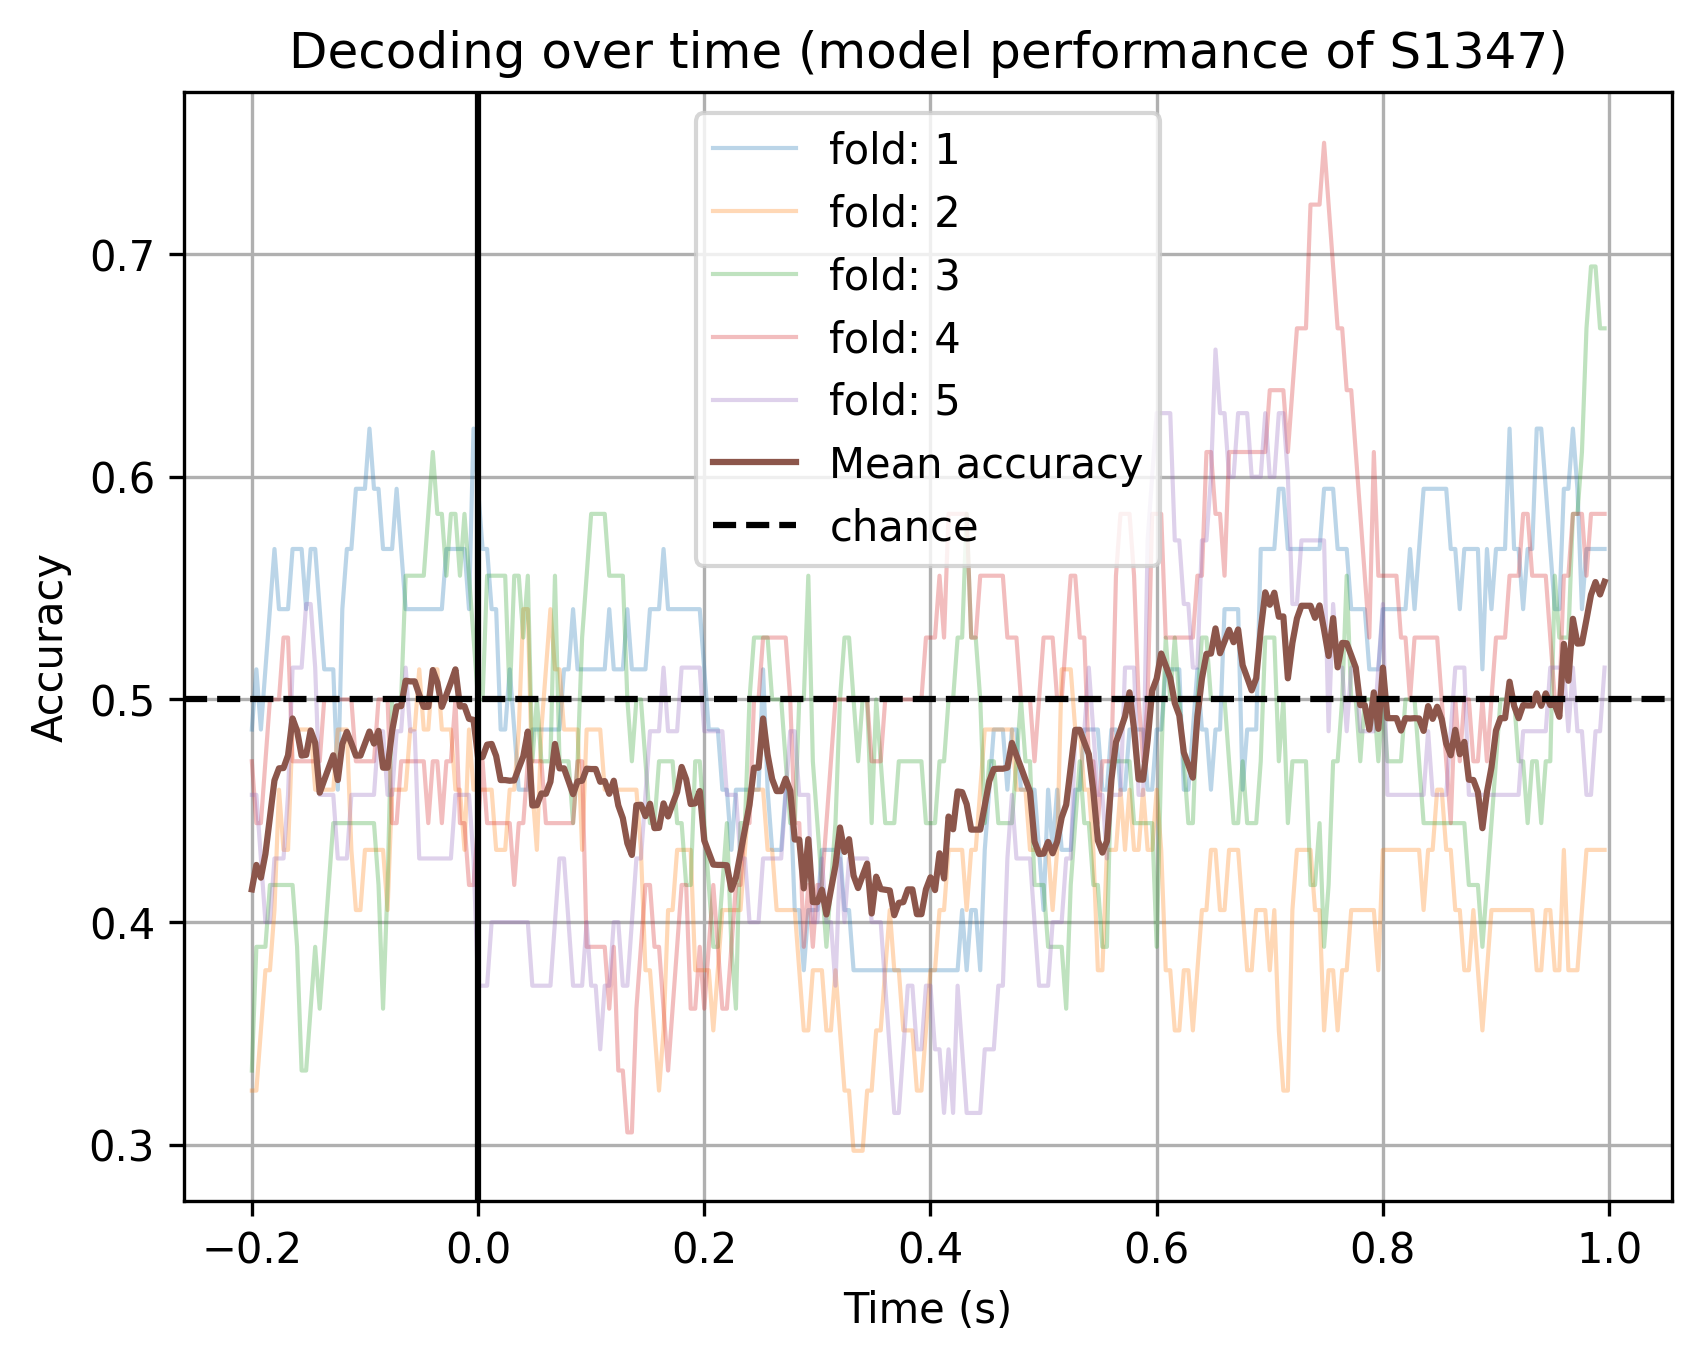 Decoding over time (model performance of S1347)
fold: 1
fold: 2
fold: 3
fold: 4
fold: 5
Mean accuracy
chance
Accuracy
0.7
0.6
0.5
0.4
0.3
−0.2 0.0 0.2 0.4 0.6 0.8 1.0
Time (s)